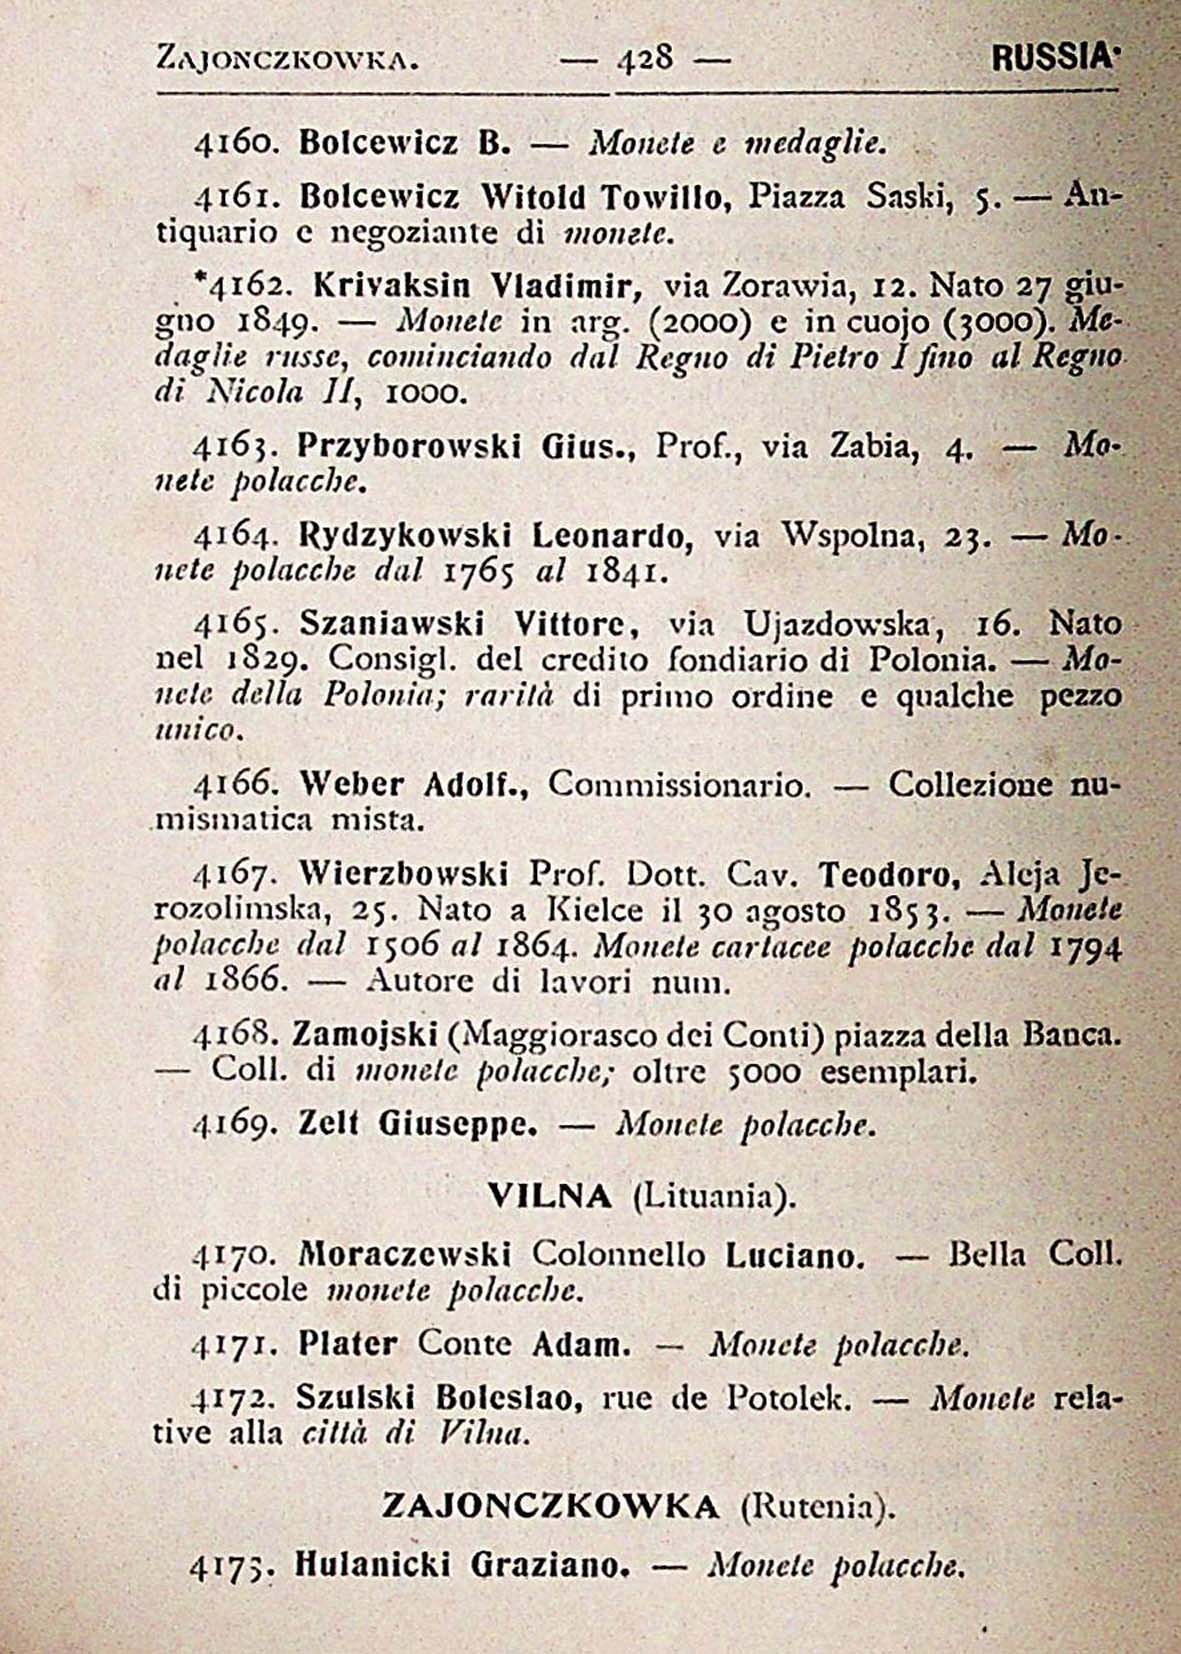 ZAJONCZKOWKA. — 428 — RUSSIA·
4160. Bolcewicz B. — Monete e medaglie.
4161. Bolcewicz Witold Towillo, Piazza Saski, 5. — An-
tiquario e negoziante di monete.
*4162. Krivaksin Vladimir, via Zorawia, 12. Nato 27 giu-
gno 1849. — Monete in arg. (2000) e in cuojo (3000). Me-
daglie russe, cominciando dal Regno di Pietro I fino al Regno
di Nicola II, 1000.
4163. Przyborowski Gius., Prof., via Zabia, 4. — Mo-
nete polacche.
4164. Rydzykowski Leonardo, via Wspolna, 23. — Mo-
nete polacche dal 1765 al 1841.
4165. Szaniawski Vittore, via Ujazdowska, 16. Nato
nel 1829. Consigl. del credito fondiario di Polonia. — Mo-
nete della Polonia; rarità di primo ordine e qualche pezzo
unico.
4166. Weber Adolf., Commissionario. — Collezione nu-
mismatica mista.
4167. Wierzbowski Prof. Dott. Cav. Teodoro, Aleja Je-
rozolimska, 25. Nato a Kielce il 30 agosto 1853. — Monete
polacche dal 1506 al 1864. Monete cartacee polacche dal 1794
al 1866. — Autore di lavori num.
4168. Zamojski (Maggiorasco dei Conti) piazza della Banca.
— Coll. di monete polacche; oltre 5000 esemplari.
4169. Zelt Giuseppe. — Monete polacche.
VILNA (Lituania).
4170. Moraczewski Colonnello Luciano. — Bella Coll.
di piccole monete polacche.
4171. Plater Conte Adam. — Monete polacche.
4172. Szulski Boleslao, rue de Potolek. — Monete rela-
tive alla città di Vilna.
ZAJONCZKOWKA (Rutenia).
4173. Hulanicki Graziano. — Monete polacche.